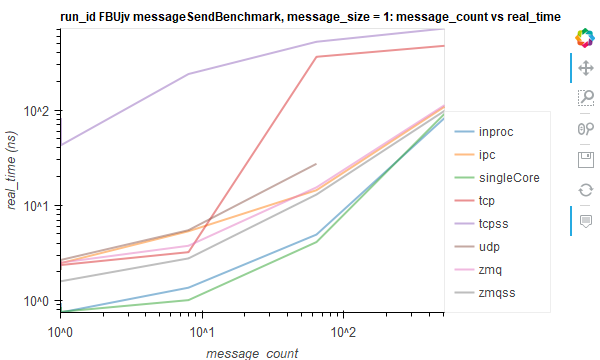 run_id FBUjv messageSendBenchmark, message_size = 1: message_count vs real_time
real_time (ns)
10^2
10^1
10^0
10^0
10^1
10^2
message_count
inproc
ipc
singleCore
tcp
tcpss
udp
zmq
zmqss